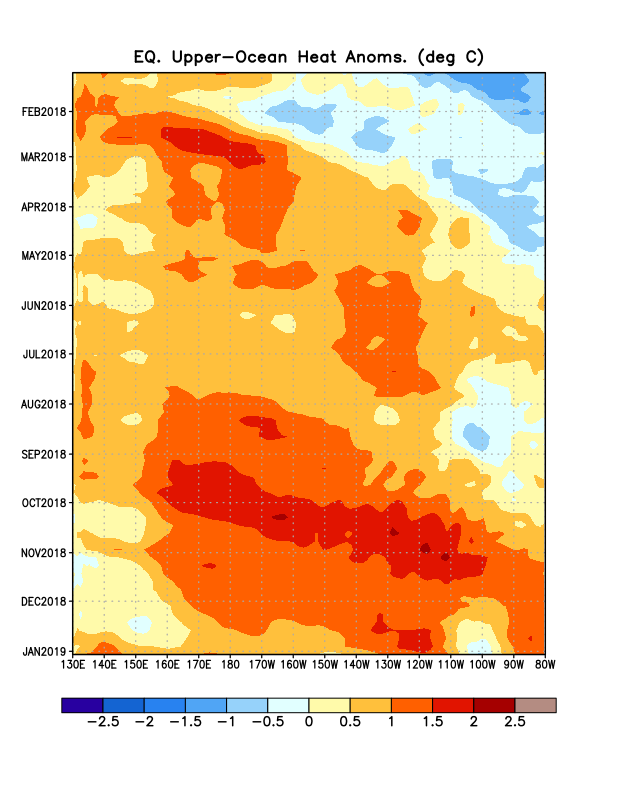 EQ. Upper-Ocean Heat Anoms. (deg C)
FEB2018
MAR2018
APR2018
MAY2018
JUN2018
JUL2018
AUG2018
SEP2018
OCT2018
NOV2018
DEC2018
JAN2019
130E 140E 150E 160E 170E 180 170W 160W 150W 140W 130W 120W 110W 100W 90W 80W
-2.5 -2 -1.5 -1 -0.5 0 0.5 1 1.5 2 2.5